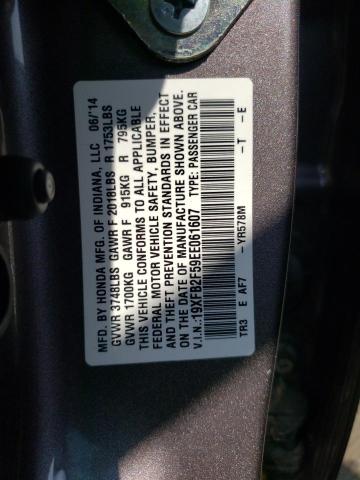 MFD. BY HONDA MFG. OF INDIANA, LLC 06/'14
GVWR 3748LBS GAWR F 2018LBS R 1753LBS
GVWR 1700KG GAWR F 915KG R 795KG
THIS VEHICLE CONFORMS TO ALL APPLICABLE
FEDERAL MOTOR VEHICLE SAFETY, BUMPER,
AND THEFT PREVENTION STANDARDS IN EFFECT
ON THE DATE OF MANUFACTURE SHOWN ABOVE.
V.I.N.:19XFB2F59EE061607 TYPE: PASSENGER CAR
TR3 E AF7 - YR578M - T - E